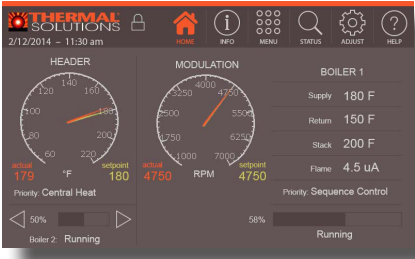 THERMAL
SOLUTIONS
2/12/2014 – 11:30 am
HOME
INFO
MENU
STATUS
ADJUST
HELP
HEADER
120
140
160
100
180
80
200
60
220
actual
179
°F
setpoint
180
Priority: Central Heat
50%
Boiler 2: Running
MODULATION
4000
3250
4750
2500
5500
1750
6250
1000
7000
actual
4750
RPM
setpoint
4750
58%
BOILER 1
Supply 180 F
Return 150 F
Stack 200 F
Flame 4.5 uA
Priority: Sequence Control
Running